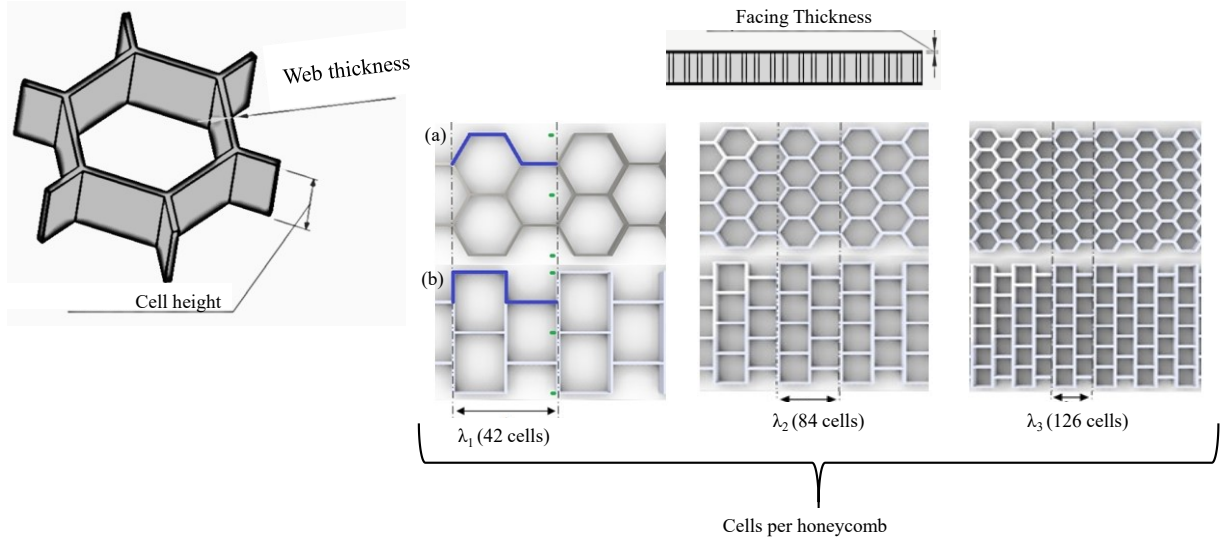 Facing Thickness
Web thickness
Cell height
(a)
(b)
λ₁ (42 cells)
λ₂ (84 cells)
λ₃ (126 cells)
Cells per honeycomb